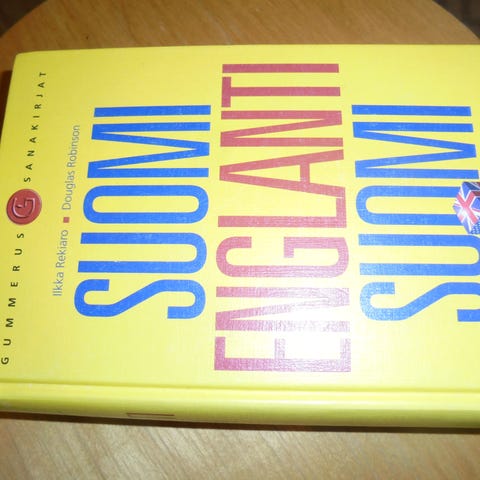 GUMMERUS G SANAKIRJAT
Ilkka Rekiaro ▪ Douglas Robinson
SUOMI
ENGLANTI
SUOMI